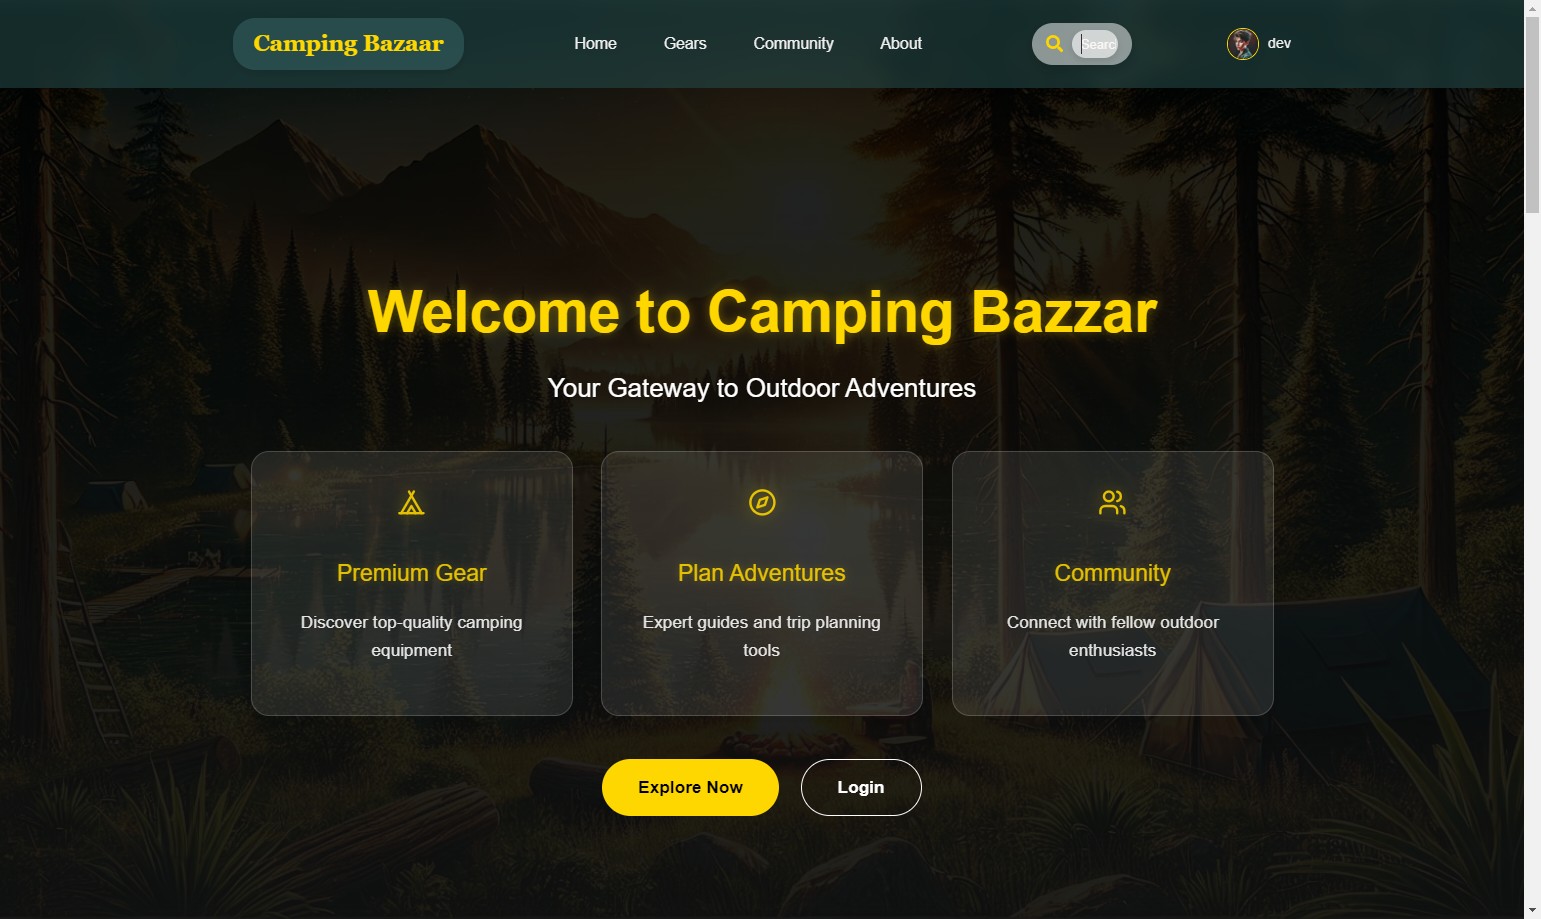 Camping Bazaar
Home
Gears
Community
About
Searc
dev
Welcome to Camping Bazzar
Your Gateway to Outdoor Adventures
Premium Gear
Discover top-quality camping
equipment
Plan Adventures
Expert guides and trip planning
tools
Community
Connect with fellow outdoor
enthusiasts
Explore Now
Login